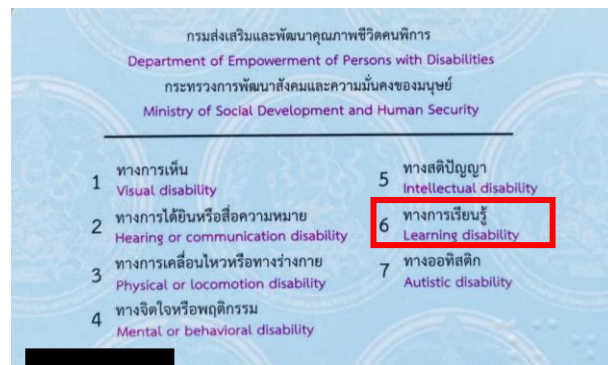 กรมส่งเสริมและพัฒนาคุณภาพชีวิตคนพิการ
Department of Empowerment of Persons with Disabilities
กระทรวงการพัฒนาสังคมและความมั่นคงของมนุษย์
Ministry of Social Development and Human Security
1 ทางการเห็น
Visual disability
2 ทางการได้ยินหรือสื่อความหมาย
Hearing or communication disability
3 ทางการเคลื่อนไหวหรือทางร่างกาย
Physical or locomotion disability
4 ทางจิตใจหรือพฤติกรรม
Mental or behavioral disability
5 ทางสติปัญญา
Intellectual disability
6 ทางการเรียนรู้
Learning disability
7 ทางออทิสติก
Autistic disability